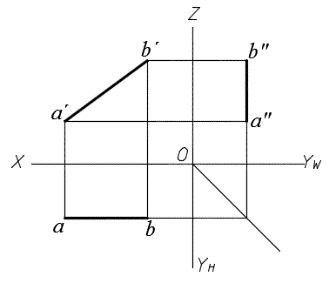 Z
b′ b″
a′ a″
X O Y_W
a b
Y_H